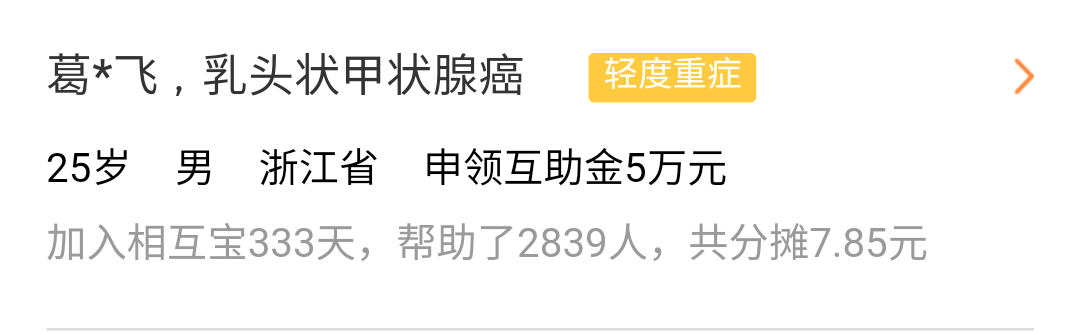 葛*飞，乳头状甲状腺癌 轻度重症
25岁 男 浙江省 申领互助金5万元
加入相互宝333天，帮助了2839人，共分摊7.85元